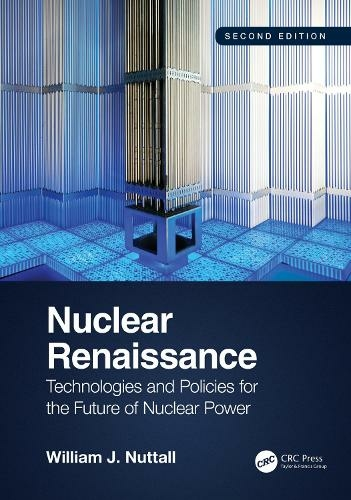 SECOND EDITION
Nuclear
Renaissance
Technologies and Policies for
the Future of Nuclear Power
William J. Nuttall
CRC Press
Taylor & Francis Group